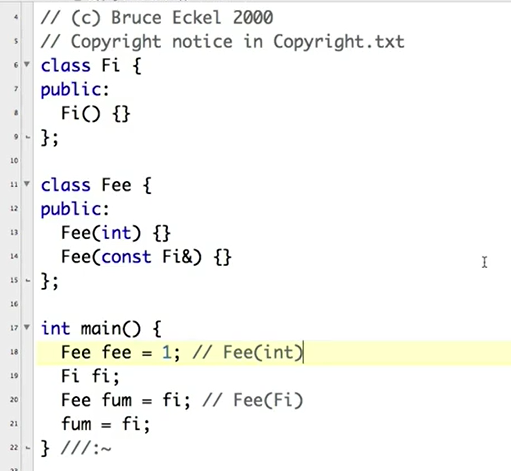 4 // (c) Bruce Eckel 2000
5 // Copyright notice in Copyright.txt
6 class Fi {
7 public:
8   Fi() {}
9 };
10
11 class Fee {
12 public:
13   Fee(int) {}
14   Fee(const Fi&) {}
15 };
16
17 int main() {
18   Fee fee = 1; // Fee(int)
19   Fi fi;
20   Fee fum = fi; // Fee(Fi)
21   fum = fi;
22 } ///:~